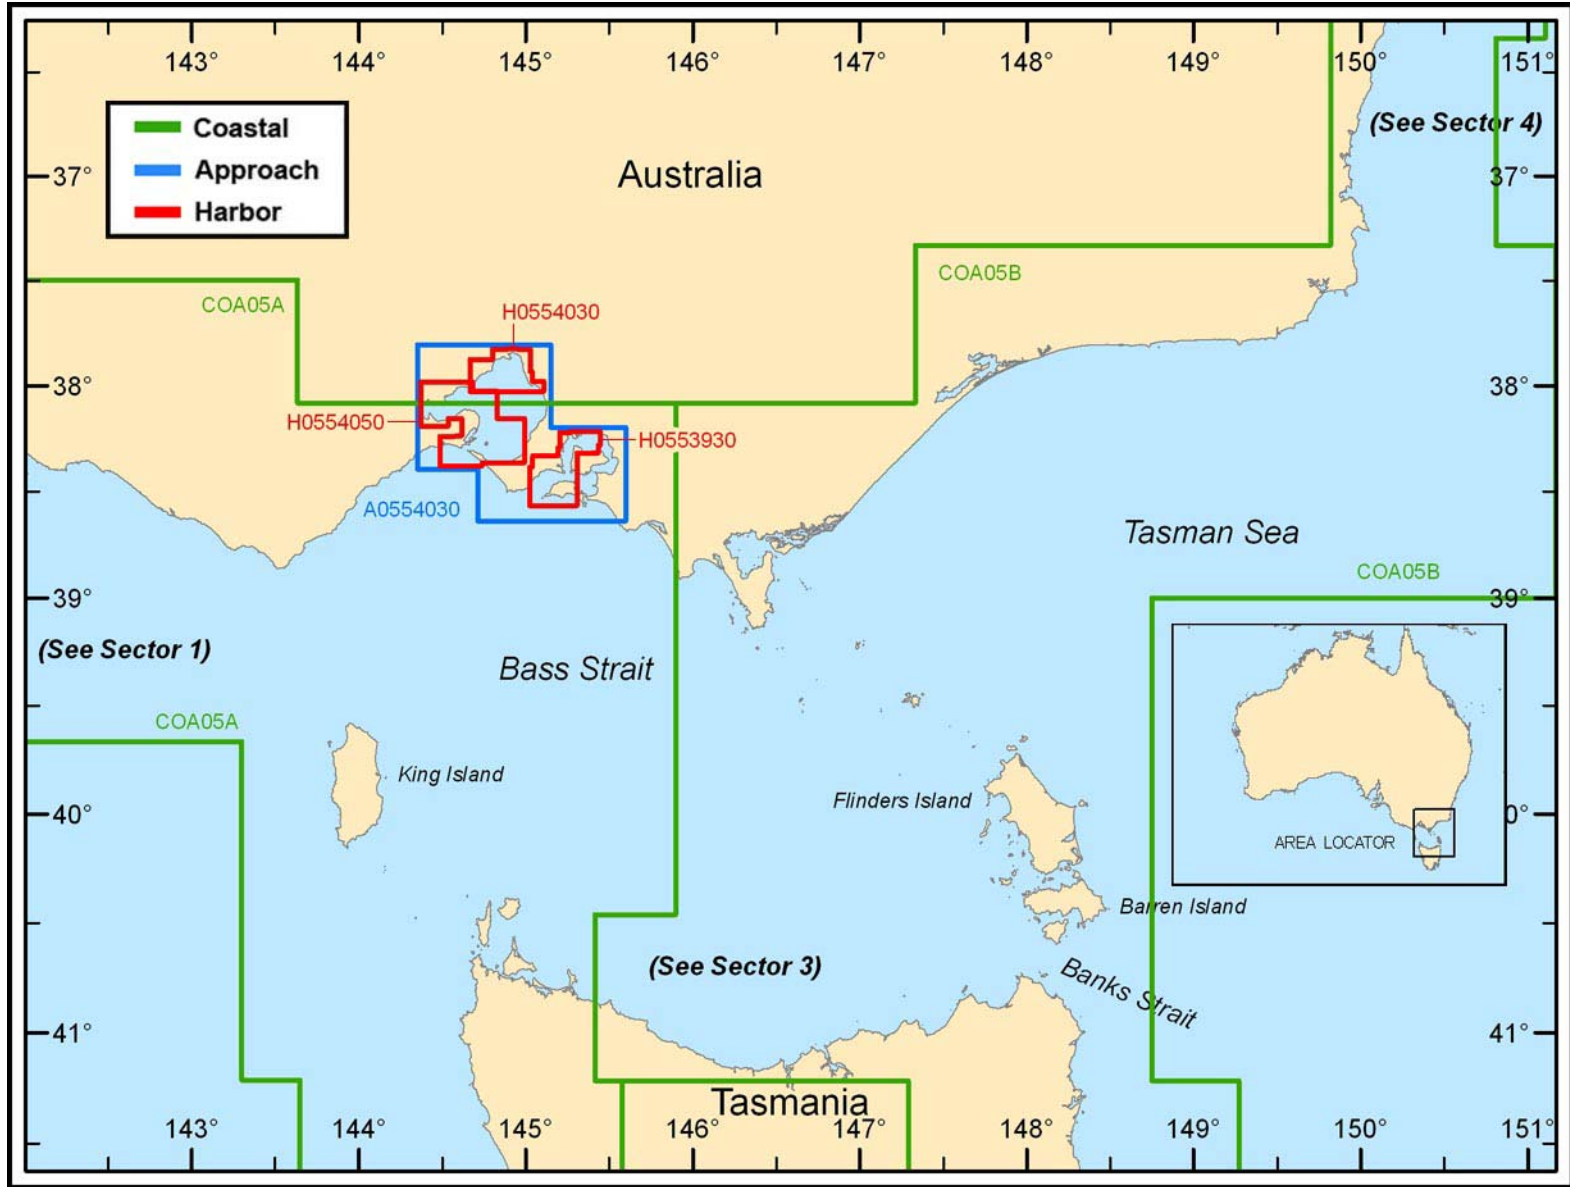 143° 144° 145° 146° 147° 148° 149° 150° 151°
Coastal
Approach
Harbor
(See Sector 4)
Australia
37° 37°
COA05B
COA05A
H0554030
38° 38°
H0554050
H0553930
A0554030
Tasman Sea
COA05B
39° 39°
(See Sector 1)
Bass Strait
COA05A
King Island
Flinders Island
40° 0°
AREA LOCATOR
Barren Island
(See Sector 3)
Banks Strait
41° 41°
Tasmania
143° 144° 145° 146° 147° 148° 149° 150° 151°